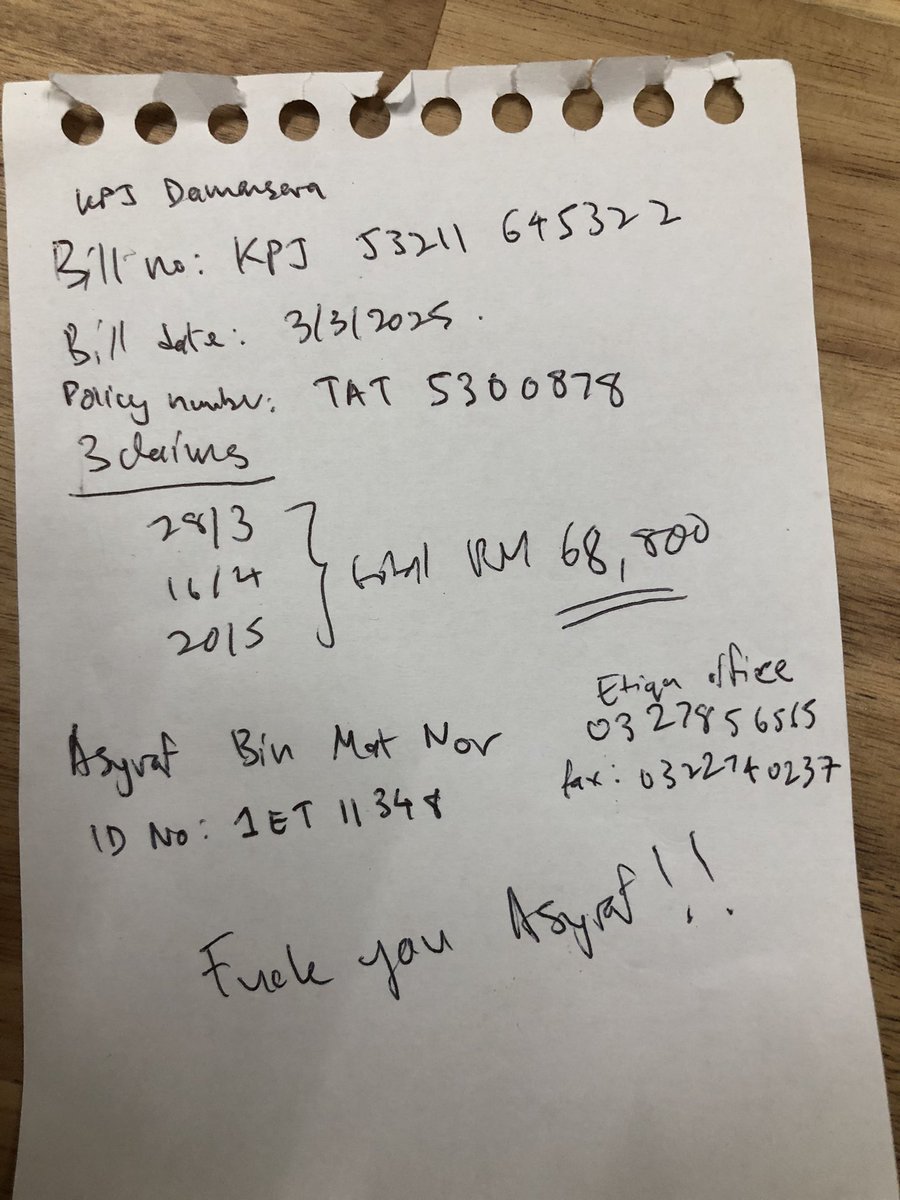 KPJ Damansara
Bill no: KPJ 53211 645322
Bill date: 3/3/2025.
Policy number: TAT 5300878
3 claims
28/3
16/4
20/5
total RM 68,800
Etiqa office
03 27856565
fax: 0322740237
Asyraf Bin Mat Nor
ID No: 1ET 11348
Fuck you Asyraf!!